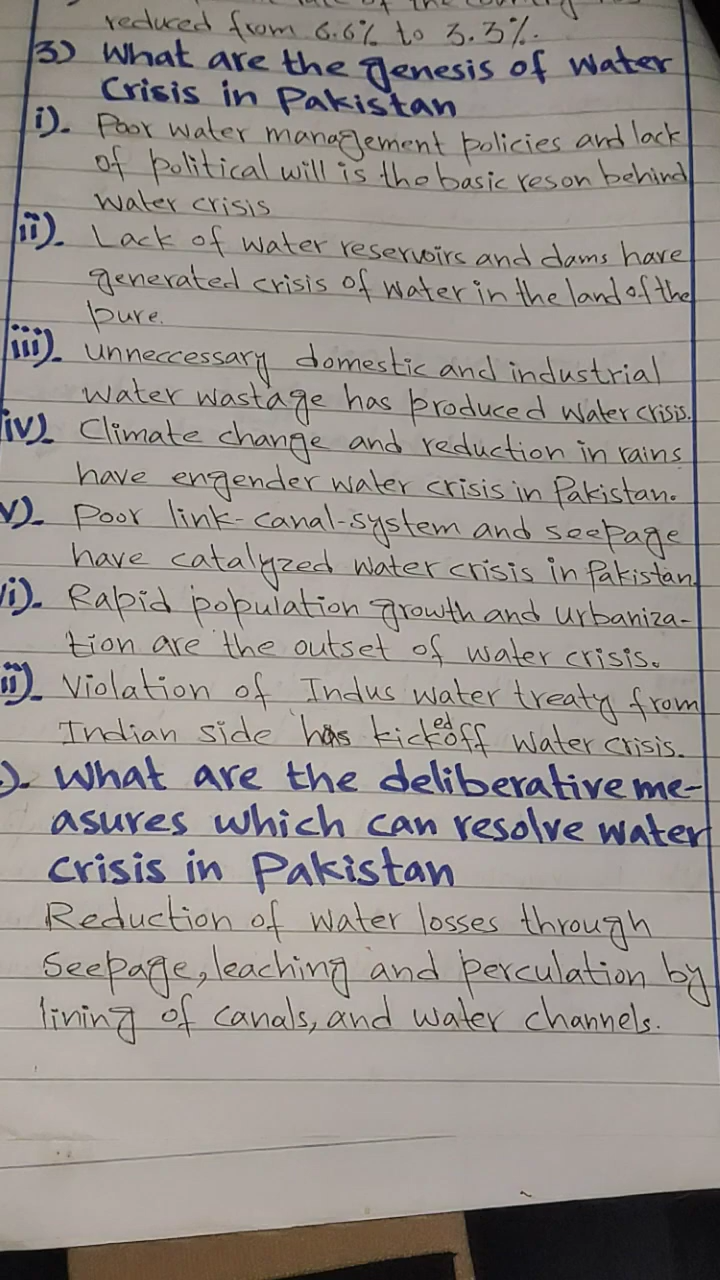 reduced from 6.6% to 3.3%.
3) What are the genesis of water
Crisis in Pakistan
i). Poor water management policies and lack
of political will is the basic reson behind
water crisis
ii). Lack of water reservoirs and dams have
generated crisis of water in the land of the
pure.
iii). unneccessary domestic and industrial
water wastage has produced water crisis.
iv). Climate change and reduction in rains
have engender water crisis in Pakistan.
v). Poor link-canal-system and seepage
have catalyzed water crisis in Pakistan.
i). Rapid population growth and urbaniza-
tion are the outset of water crisis.
ii). Violation of Indus water treaty from
Indian side has kickedoff water crisis.
). What are the deliberative me-
asures which can resolve water
crisis in Pakistan
Reduction of water losses through
Seepage, leaching and perculation by
lining of canals, and water channels.